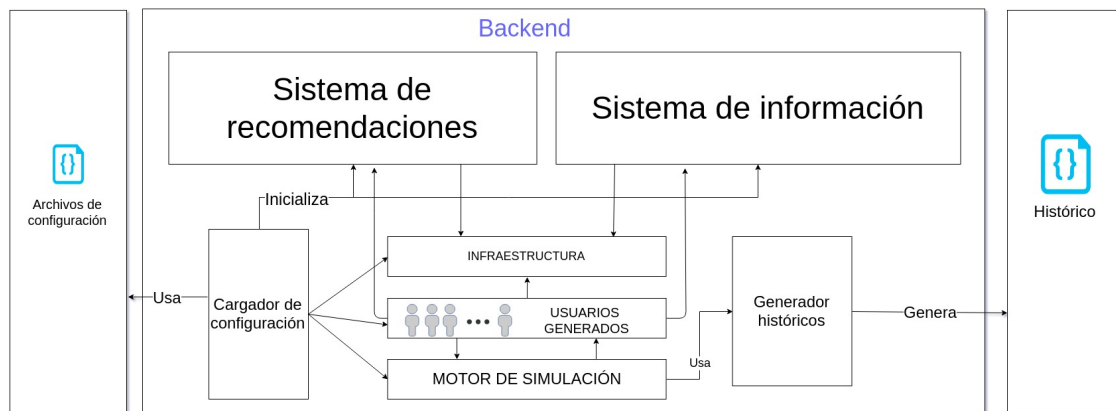 Backend
Sistema de
recomendaciones
Sistema de información
{}
Archivos de
configuración
{}
Histórico
Inicializa
INFRAESTRUCTURA
Usa
Cargador de
configuración
USUARIOS
GENERADOS
Generador
históricos
Genera
Usa
MOTOR DE SIMULACIÓN